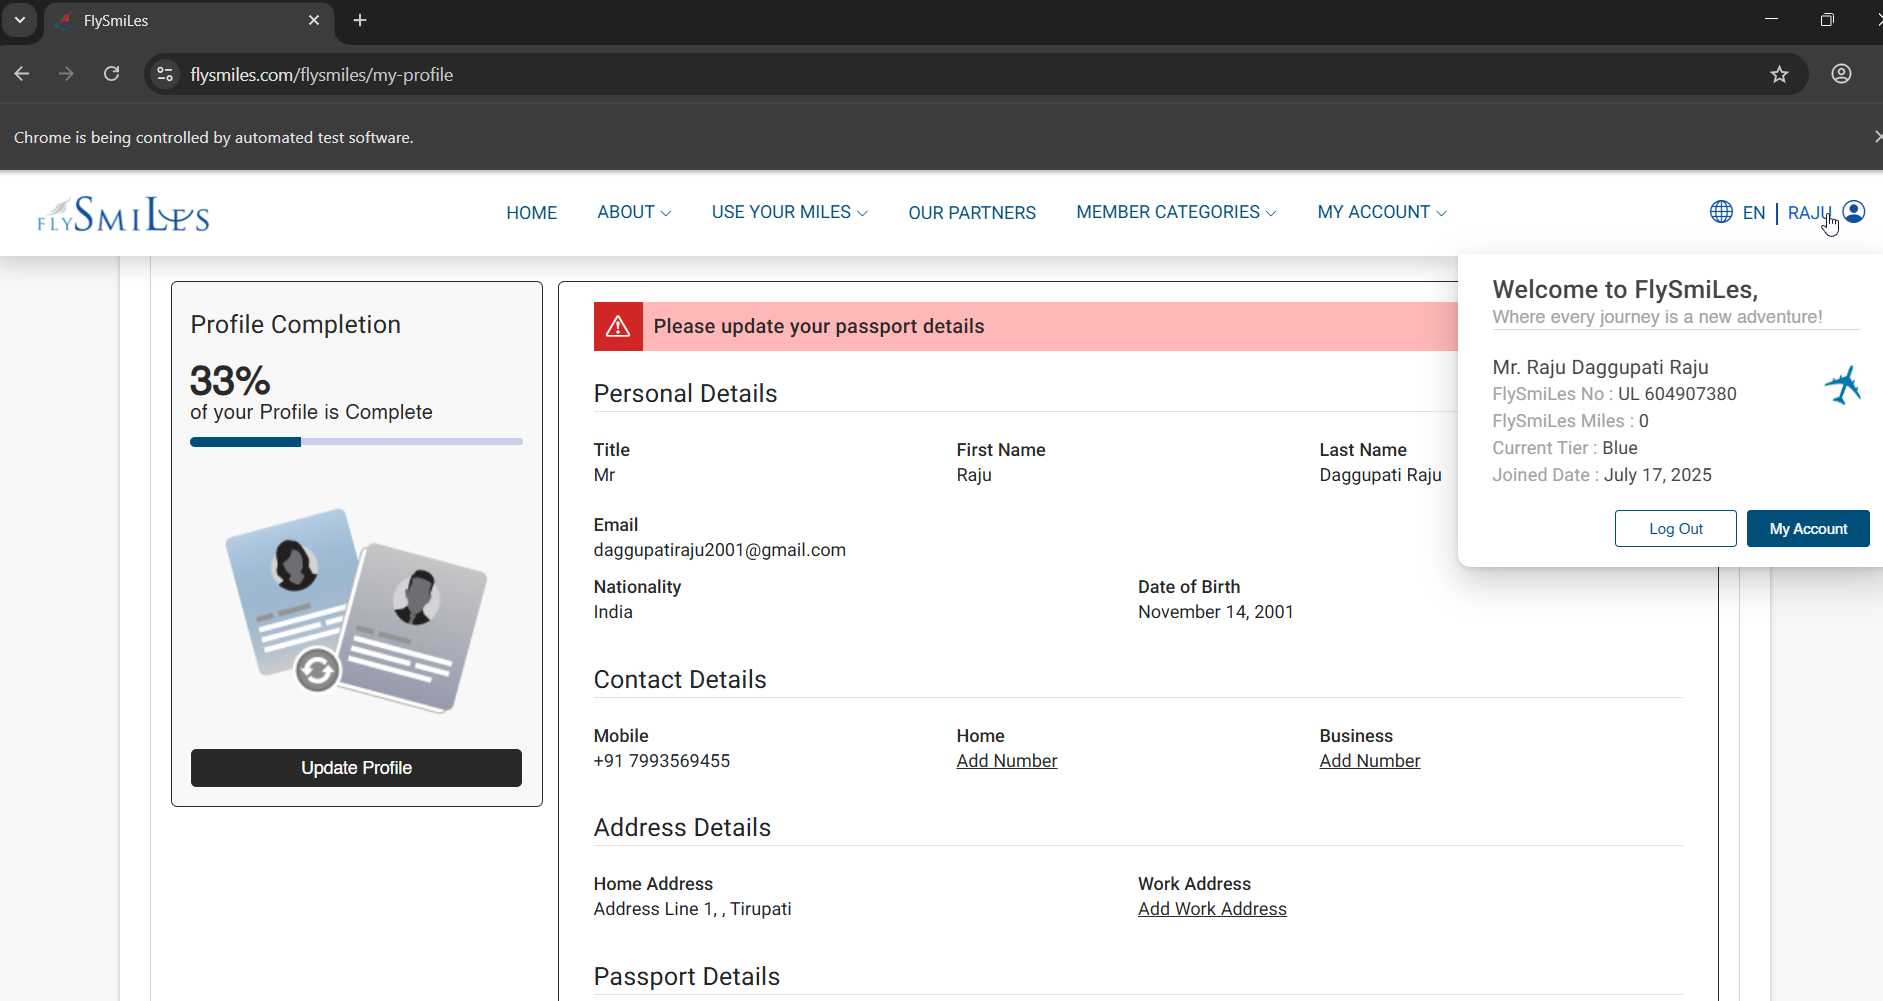 FlySmiLes
flysmiles.com/flysmiles/my-profile
Chrome is being controlled by automated test software.
FLYSMILES
HOME
ABOUT
USE YOUR MILES
OUR PARTNERS
MEMBER CATEGORIES
MY ACCOUNT
EN | RAJU
Profile Completion
33%
of your Profile is Complete
Update Profile
Please update your passport details
Personal Details
Title
Mr
First Name
Raju
Last Name
Daggupati Raju
Email
daggupatiraju2001@gmail.com
Nationality
India
Date of Birth
November 14, 2001
Contact Details
Mobile
+91 7993569455
Home
Add Number
Business
Add Number
Address Details
Home Address
Address Line 1, , Tirupati
Work Address
Add Work Address
Passport Details
Welcome to FlySmiLes,
Where every journey is a new adventure!
Mr. Raju Daggupati Raju
FlySmiLes No : UL 604907380
FlySmiLes Miles : 0
Current Tier : Blue
Joined Date : July 17, 2025
Log Out
My Account